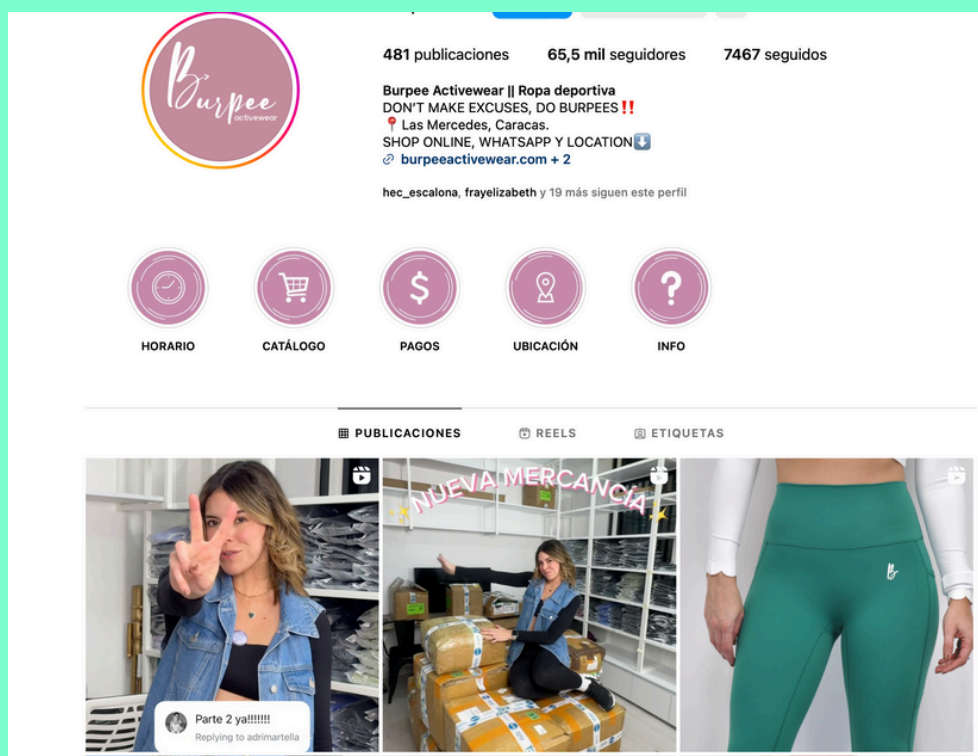 Burpee
activewear
481 publicaciones 65,5 mil seguidores 7467 seguidos
Burpee Activewear || Ropa deportiva
DON'T MAKE EXCUSES, DO BURPEES‼️
📍 Las Mercedes, Caracas.
SHOP ONLINE, WHATSAPP Y LOCATION⬇️
burpeeactivewear.com + 2
hec_escalona, frayelizabeth y 19 más siguen este perfil
HORARIO CATÁLOGO PAGOS UBICACIÓN INFO
PUBLICACIONES REELS ETIQUETAS
NUEVA MERCANCIA
B
Parte 2 ya!!!!!!!
Replying to adrimartella